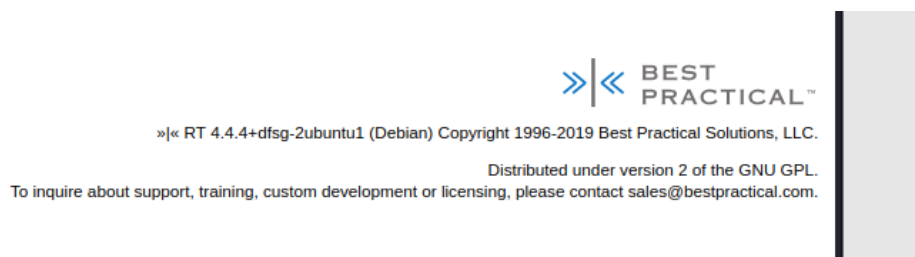 BEST
PRACTICAL™
»|« RT 4.4.4+dfsg-2ubuntu1 (Debian) Copyright 1996-2019 Best Practical Solutions, LLC.
Distributed under version 2 of the GNU GPL.
To inquire about support, training, custom development or licensing, please contact sales@bestpractical.com.